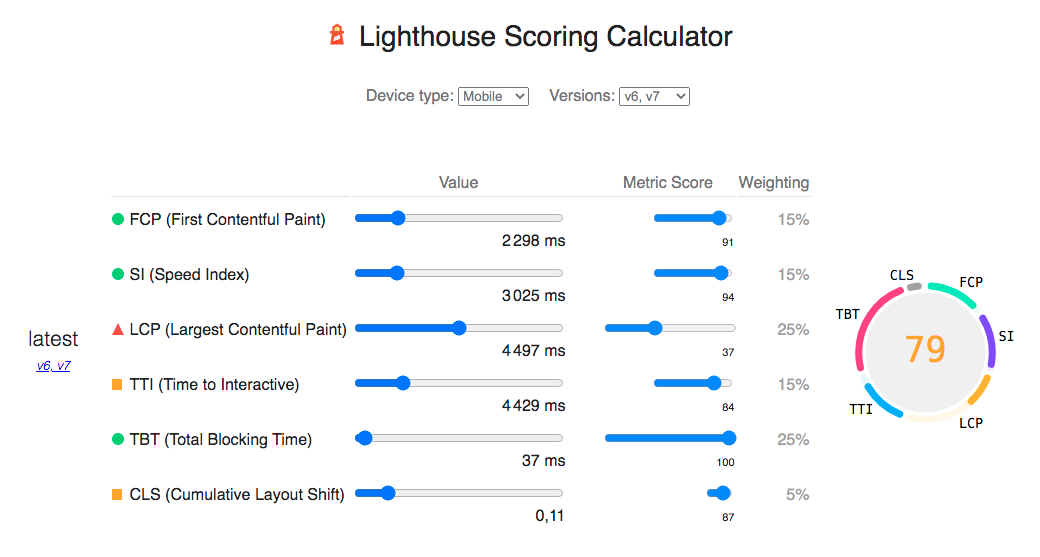 Lighthouse Scoring Calculator
Device type: Mobile Versions: v6, v7
Value Metric Score Weighting
FCP (First Contentful Paint) 15%
2 298 ms 91
SI (Speed Index) 15%
3 025 ms 94
LCP (Largest Contentful Paint) 25%
4 497 ms 37
TTI (Time to Interactive) 15%
4 429 ms 84
TBT (Total Blocking Time) 25%
37 ms 100
CLS (Cumulative Layout Shift) 5%
0,11 87
latest
v6, v7
CLS
FCP
TBT
SI
79
TTI
LCP